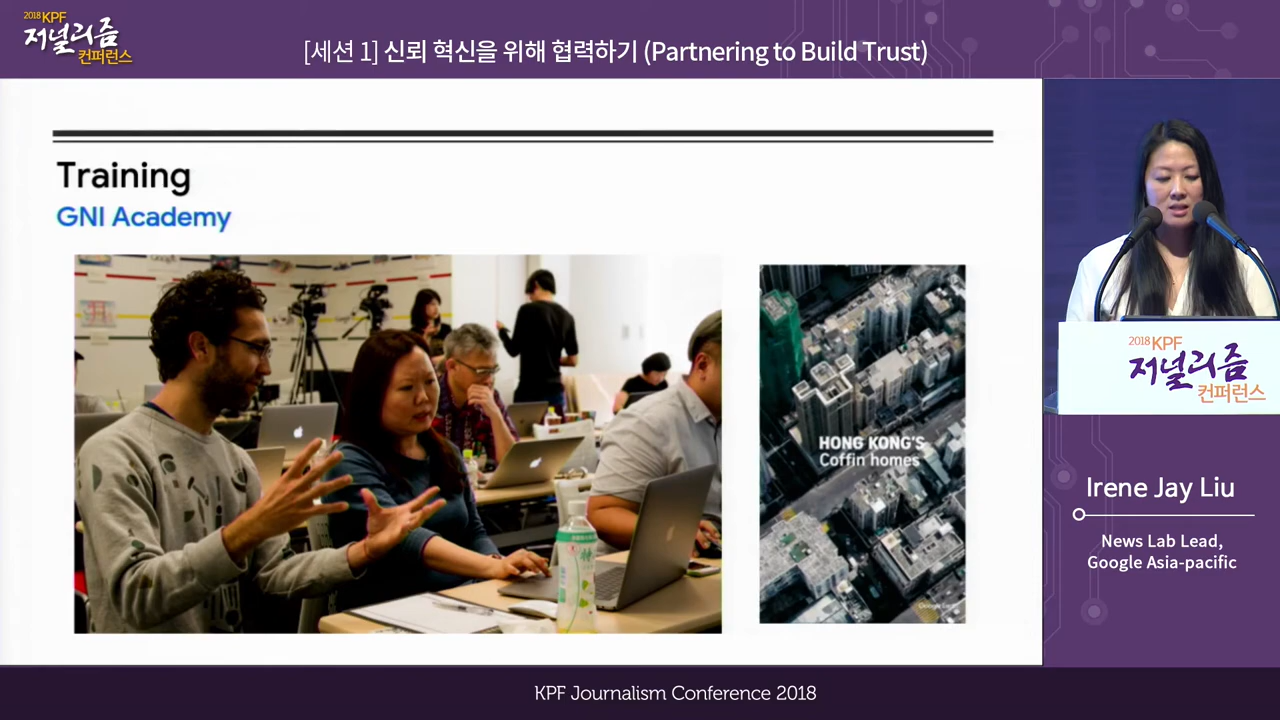 2018 KPF
저널리즘
컨퍼런스
[세션 1] 신뢰 혁신을 위해 협력하기 (Partnering to Build Trust)
Training
GNI Academy
HONG KONG'S
Coffin homes
Google Earth
2018 KPF
저널리즘
컨퍼런스
Irene Jay Liu
News Lab Lead,
Google Asia-pacific
KPF Journalism Conference 2018